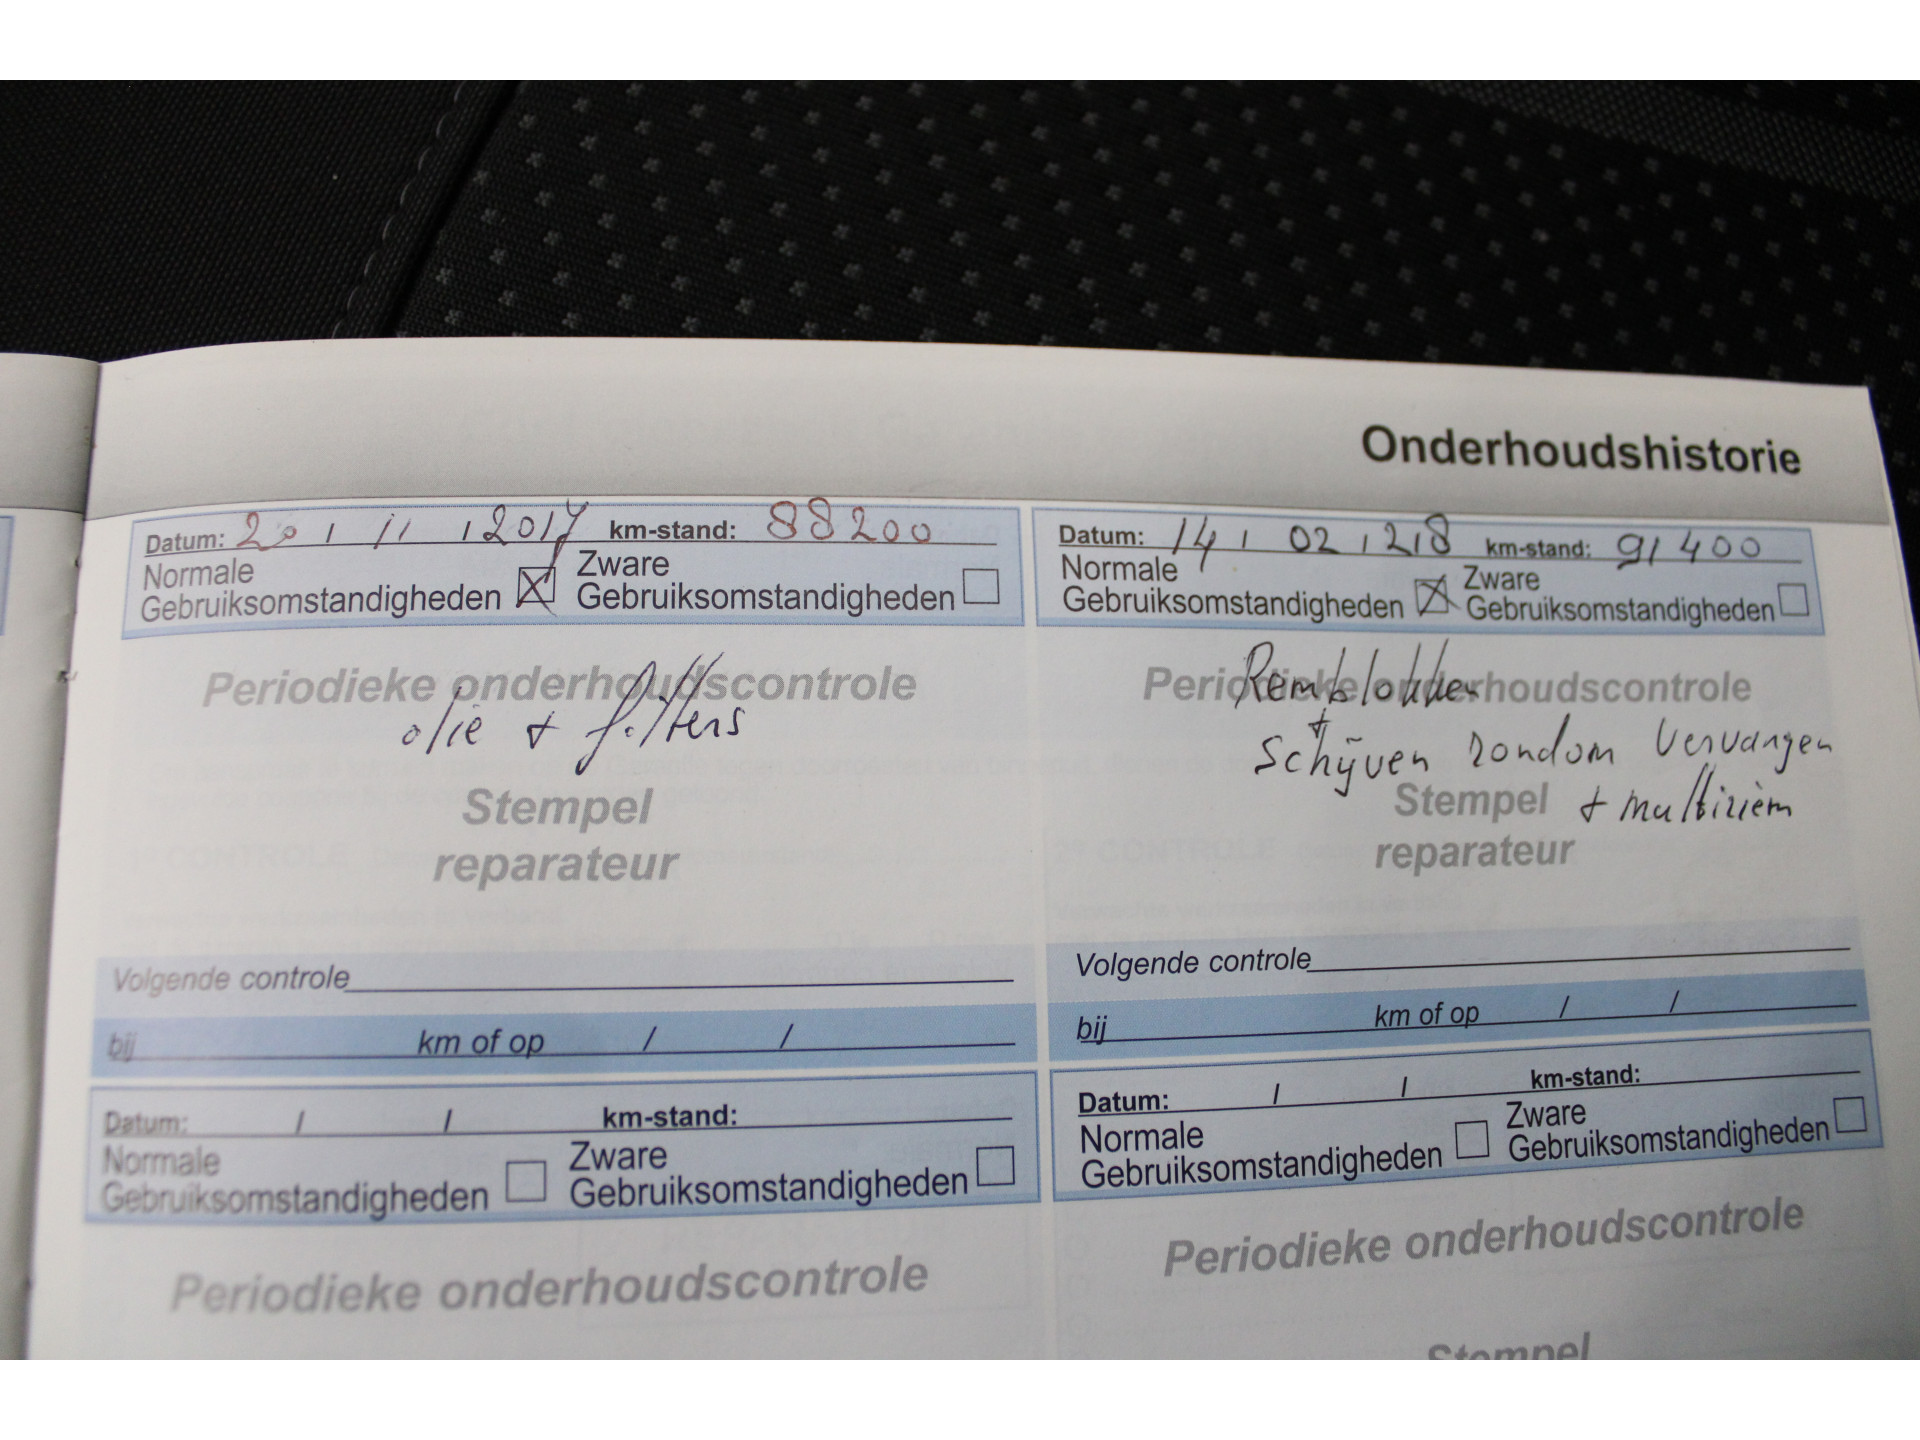 Onderhoudshistorie
Datum: 20 / 11 / 2017 km-stand: 88200
Normale Gebruiksomstandigheden Zware Gebruiksomstandigheden
Periodieke onderhoudscontrole
olie + filters
Stempel
reparateur
Volgende controle
bij km of op / /
Datum: 14 / 02 / 218 km-stand: 91400
Normale Gebruiksomstandigheden Zware Gebruiksomstandigheden
Periodieke onderhoudscontrole
Remblokken
+
Schijven rondom vervangen
Stempel + multiriem
reparateur
Volgende controle
bij km of op / /
Datum: / / km-stand:
Normale Gebruiksomstandigheden Zware Gebruiksomstandigheden
Periodieke onderhoudscontrole
Datum: / / km-stand:
Normale Gebruiksomstandigheden Zware Gebruiksomstandigheden
Periodieke onderhoudscontrole
Stempel